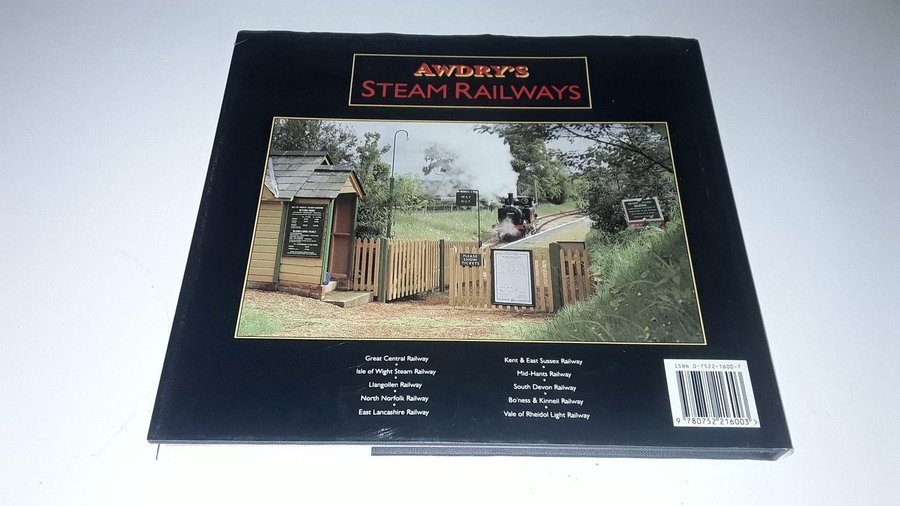 AWDRY'S
STEAM RAILWAYS
WAY
OUT
PLEASE
SHOW
TICKETS
Great Central Railway
Isle of Wight Steam Railway
Llangollen Railway
North Norfolk Railway
East Lancashire Railway
Kent & East Sussex Railway
Mid-Hants Railway
South Devon Railway
Bo'ness & Kinneil Railway
Vale of Rheidol Light Railway
ISBN 0-7522-1600-7
9 780752 216003 >